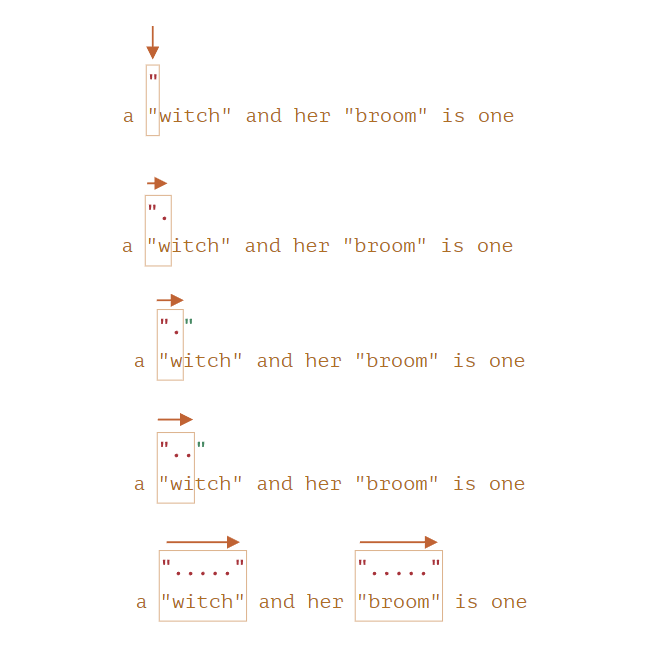 "
a "witch" and her "broom" is one
".
a "witch" and her "broom" is one
"."
a "witch" and her "broom" is one
".."
a "witch" and her "broom" is one
"....." "....."
a "witch" and her "broom" is one